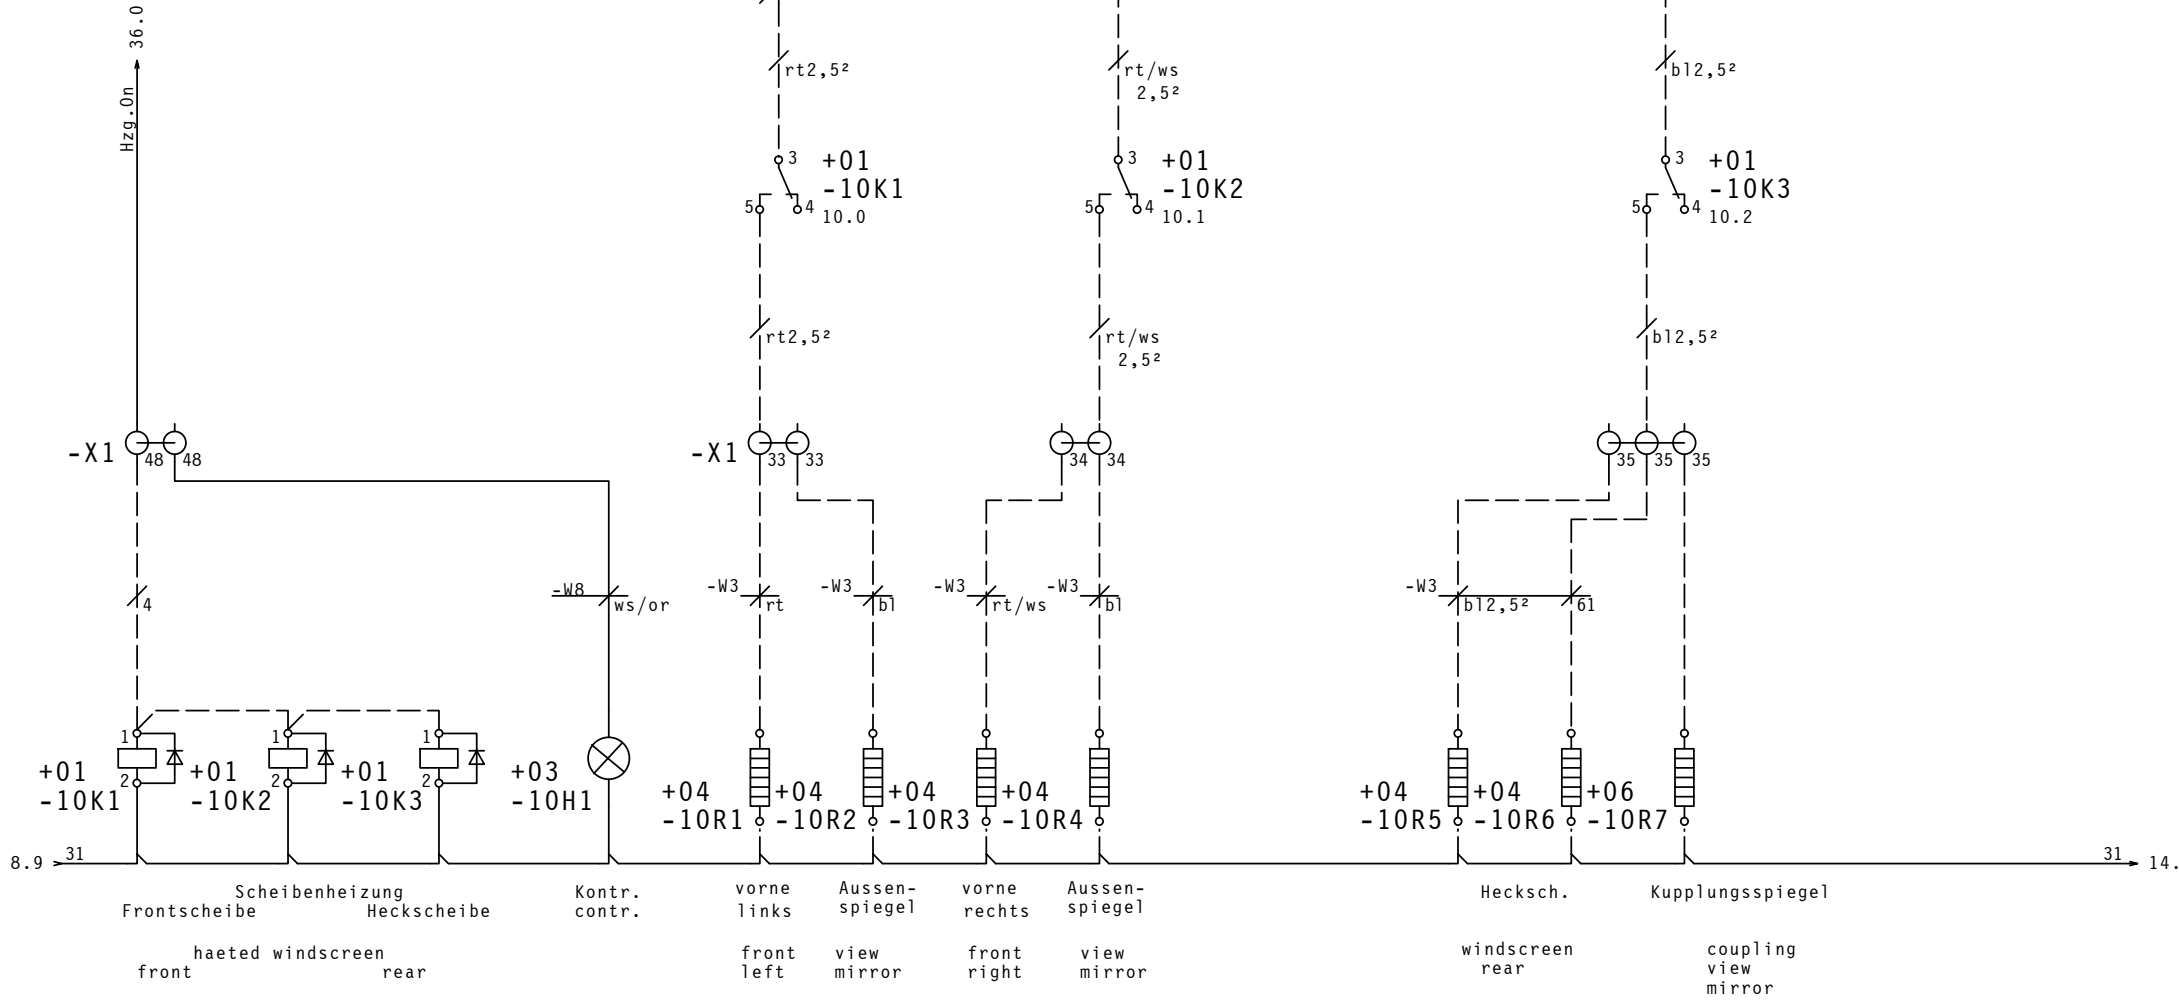 36.0
Hzg.On
rt2,5²
rt/ws
2,5²
bl2,5²
3 +01
-10K1
5 4 10.0
3 +01
-10K2
5 4 10.1
3 +01
-10K3
5 4 10.2
rt2,5²
rt/ws
2,5²
bl2,5²
-X1 48 48
-X1 33 33
34 34
35 35 35
4
-W8 ws/or
-W3 rt
-W3 bl
-W3 rt/ws
-W3 bl
-W3 bl2,5² 61
1 1 1
2 2 2
+01 +01 +01 +03
-10K1 -10K2 -10K3 -10H1
+04 +04 +04 +04 +04 +04 +06
-10R1 -10R2 -10R3 -10R4 -10R5 -10R6 -10R7
8.9 31 31 14.
Scheibenheizung
Frontscheibe Heckscheibe
haeted windscreen
front rear
Kontr.
contr.
vorne
links
front
left
Aussen-
spiegel
view
mirror
vorne
rechts
front
right
Aussen-
spiegel
view
mirror
Hecksch.
windscreen
rear
Kupplungsspiegel
coupling
view
mirror